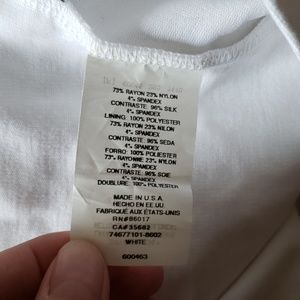 73% RAYON 23% NYLON
4% SPANDEX
CONTRASTE: 96% SILK
4% SPANDEX
LINING: 100% POLYESTER
73% RAYON 23% NILON
4% SPANDEX
CONTRASTE: 96% SEDA
4% SPANDEX
FORRO: 100% POLIESTER
73% RAYONNE 23% NYLON
4% SPANDEX
CONTRASTE: 96% SOIE
4% SPANDEX
DOUBLURE: 100% POLYESTER
MADE IN U.S.A.
HECHO EN EE.UU.
FABRIQUÉ AUX ÉTATS-UNIS
RN#86017
CA#35682
74677101-8602
WHITE
600463